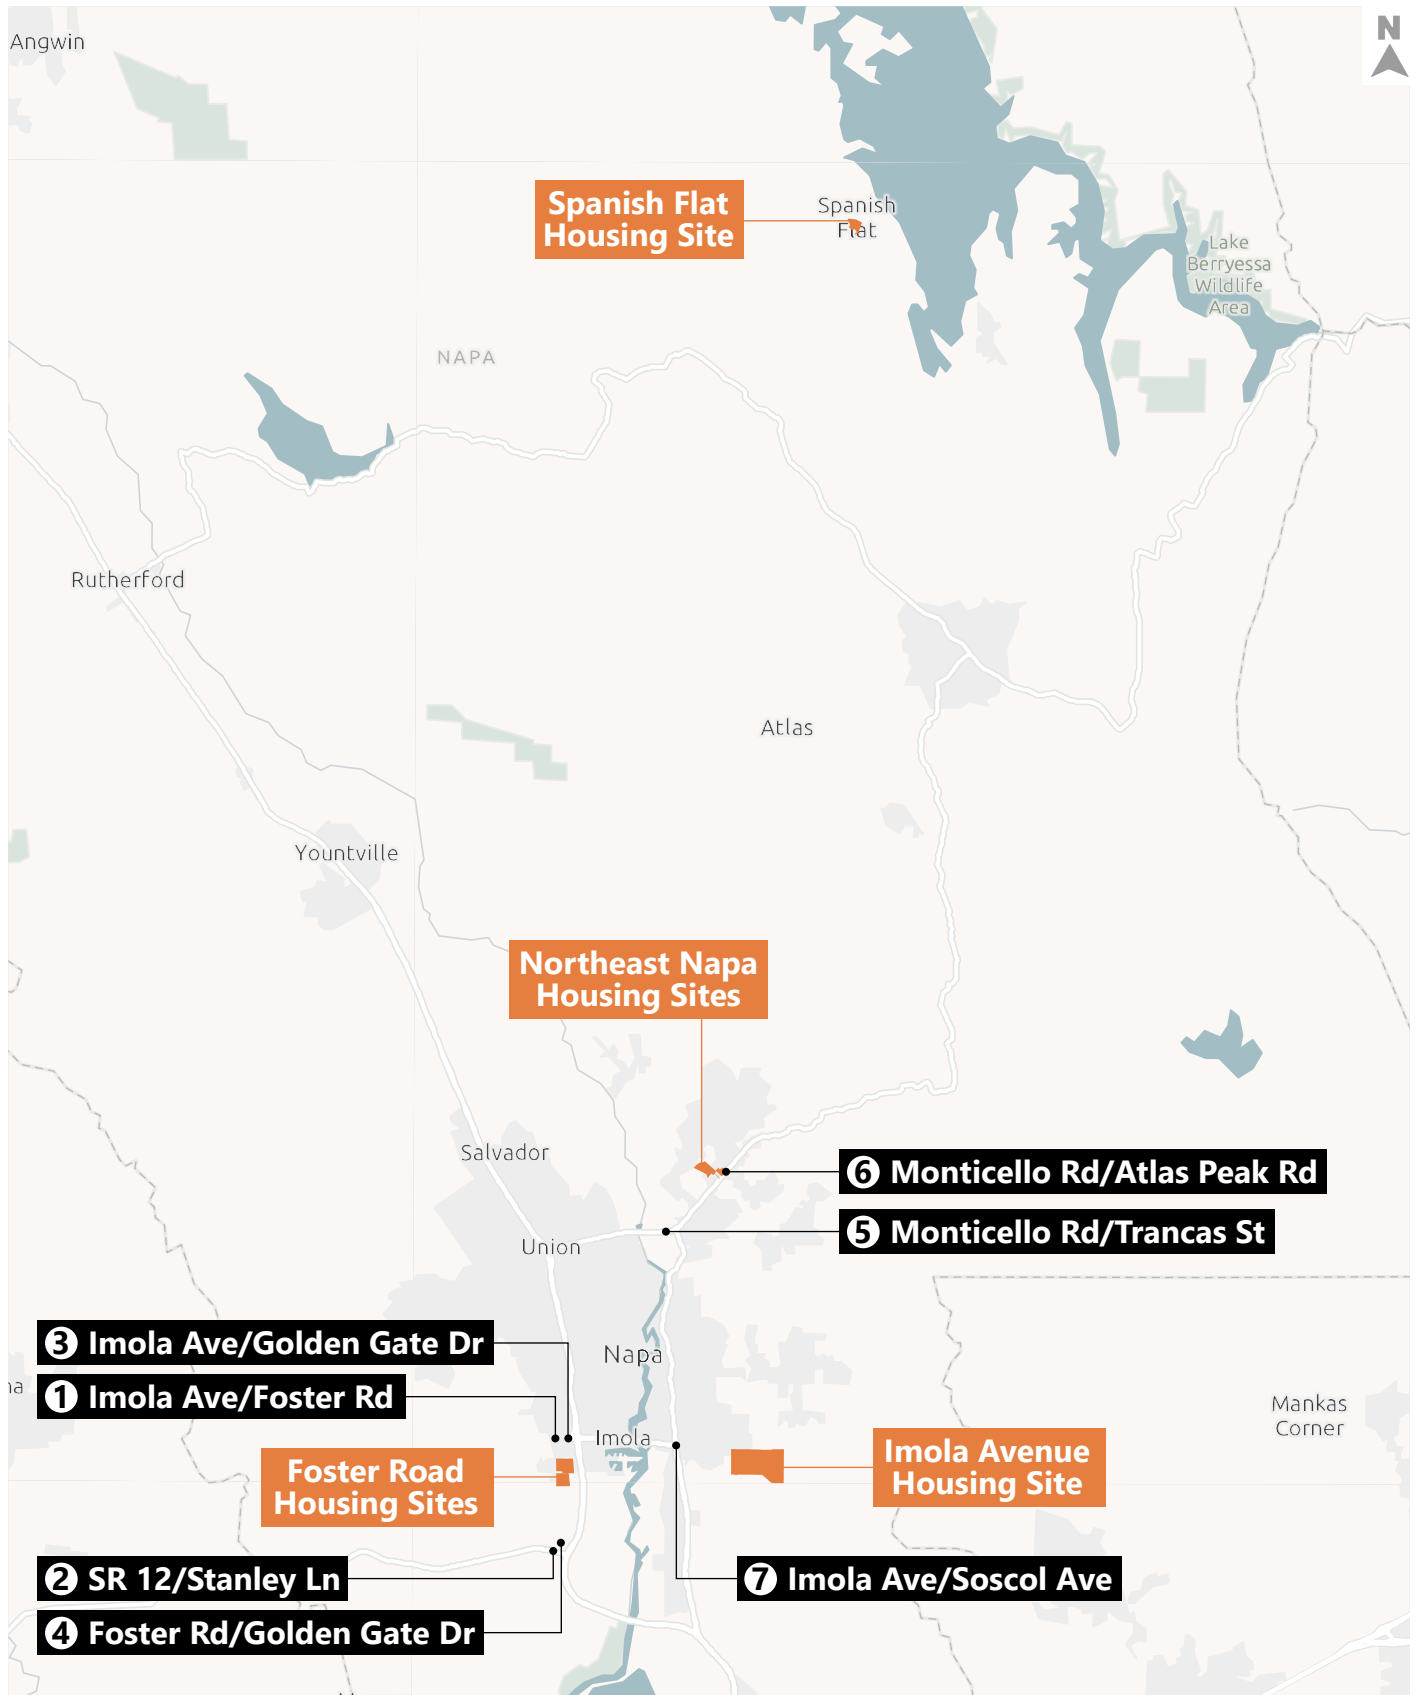 Angwin
N
Spanish Flat
Housing Site
Spanish
Flat
Lake
Berryessa
Wildlife
Area
NAPA
Rutherford
Atlas
Yountville
Northeast Napa
Housing Sites
Salvador
6 Monticello Rd/Atlas Peak Rd
5 Monticello Rd/Trancas St
Union
3 Imola Ave/Golden Gate Dr
Napa
1 Imola Ave/Foster Rd
Mankas
Corner
Imola
Imola Avenue
Housing Site
Foster Road
Housing Sites
2 SR 12/Stanley Ln
7 Imola Ave/Soscol Ave
4 Foster Rd/Golden Gate Dr